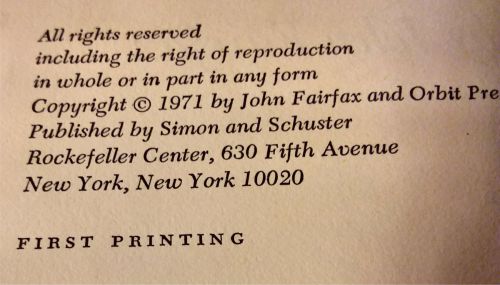 All rights reserved
including the right of reproduction
in whole or in part in any form
Copyright © 1971 by John Fairfax and Orbit Pre
Published by Simon and Schuster
Rockefeller Center, 630 Fifth Avenue
New York, New York 10020
FIRST PRINTING